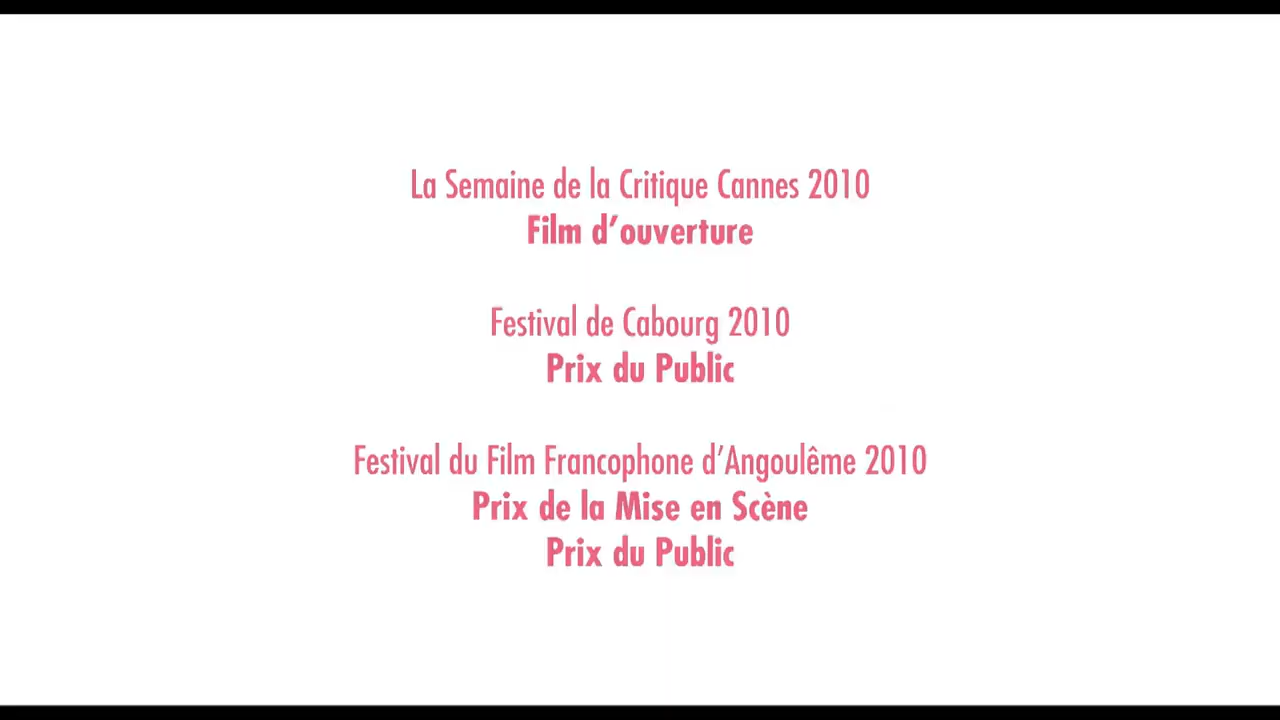 La Semaine de la Critique Cannes 2010
Film d’ouverture
Festival de Cabourg 2010
Prix du Public
Festival du Film Francophone d’Angoulême 2010
Prix de la Mise en Scène
Prix du Public